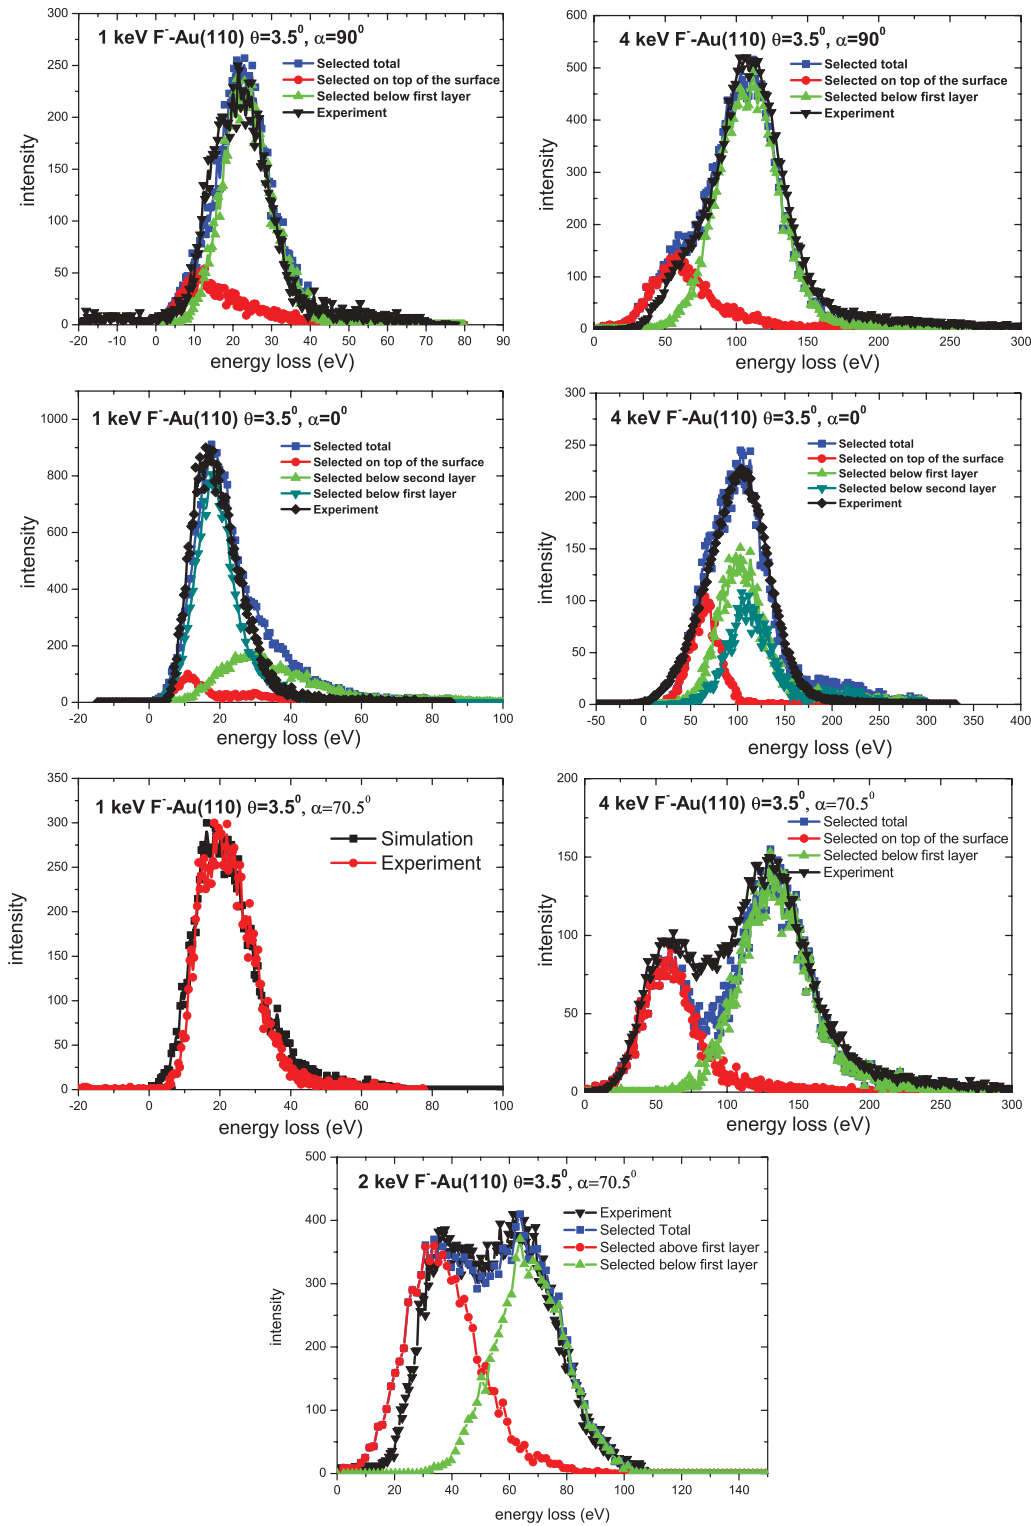 1 keV F⁻-Au(110) θ=3.5⁰, α=90⁰
Selected total
Selected on top of the surface
Selected below first layer
Experiment
intensity
300
250
200
150
100
50
0
-20 -10 0 10 20 30 40 50 60 70 80 90
energy loss (eV)
4 keV F⁻-Au(110) θ=3.5⁰, α=90⁰
Selected total
Selected on top of the surface
Selected below first layer
Experiment
intensity
600
500
400
300
200
100
0
0 50 100 150 200 250 300
energy loss (eV)
1 keV F⁻-Au(110) θ=3.5⁰, α=0⁰
Selected total
Selected on top of the surface
Selected below second layer
Selected below first layer
Experiment
intensity
1000
800
600
400
200
0
-20 0 20 40 60 80 100
energy loss (eV)
4 keV F⁻-Au(110) θ=3.5⁰, α=0⁰
Selected total
Selected on top of the surface
Selected below first layer
Selected below second layer
Experiment
intensity
300
250
200
150
100
50
0
-50 0 50 100 150 200 250 300 350 400
energy loss (eV)
1 keV F⁻-Au(110) θ=3.5⁰, α=70.5⁰
Simulation
Experiment
intensity
350
300
250
200
150
100
50
0
-20 0 20 40 60 80 100
energy loss (eV)
4 keV F⁻-Au(110) θ=3.5⁰, α=70.5⁰
Selected total
Selected on top of the surface
Selected below first layer
Experiment
intensity
200
150
100
50
0
0 50 100 150 200 250 300
energy loss (eV)
2 keV F⁻-Au(110) θ=3.5⁰, α=70.5⁰
Experiment
Selected Total
Selected above first layer
Selected below first layer
intensity
500
400
300
200
100
0
0 20 40 60 80 100 120 140
energy loss (eV)